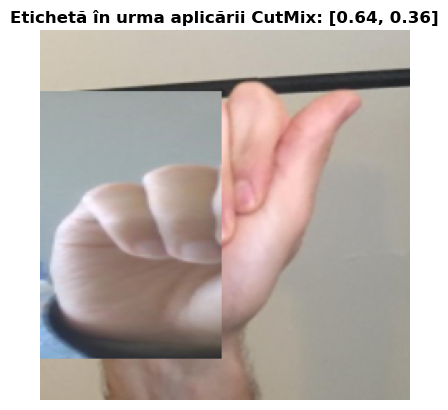 Etichetă în urma aplicării CutMix: [0.64, 0.36]